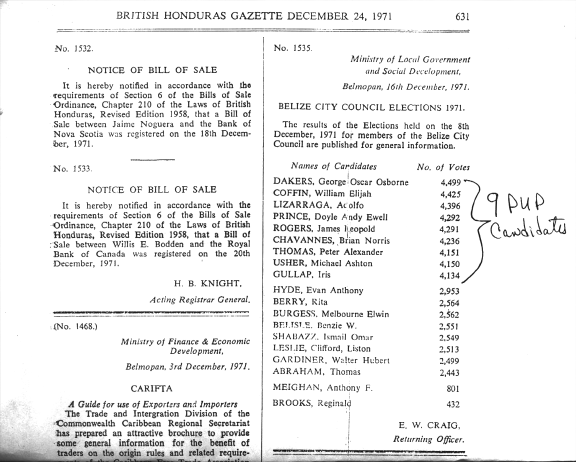 BRITISH HONDURAS GAZETTE DECEMBER 24, 1971 631
No. 1532.
NOTICE OF BILL OF SALE
It is hereby notified in accordance with the
requirements of Section 6 of the Bills of Sale
Ordinance, Chapter 210 of the Laws of British
Honduras, Revised Edition 1958, that a Bill of
Sale between Jaime Noguera and the Bank of
Nova Scotia was registered on the 18th Decem-
ber, 1971.
No. 1533.
NOTICE OF BILL OF SALE
It is hereby notified in accordance with the
requirements of Section 6 of the Bills of Sale
Ordinance, Chapter 210 of the Laws of British
Honduras, Revised Edition 1958, that a Bill of
Sale between Willis E. Bodden and the Royal
Bank of Canada was registered on the 20th
December, 1971.
H. B. KNIGHT,
Acting Registrar General.
(No. 1468.)
Ministry of Finance & Economic
Development,
Belmopan, 3rd December, 1971.
CARIFTA
A Guide for use of Exporters and Importers
The Trade and Intergration Division of the
Commonwealth Caribbean Regional Secretariat
has prepared an attractive brochure to provide
some general information for the benefit of
traders on the origin rules and related require-
No. 1535.
Ministry of Local Government
and Social Development,
Belmopan, 16th December, 1971.
BELIZE CITY COUNCIL ELECTIONS 1971.
The results of the Elections held on the 8th
December, 1971 for members of the Belize City
Council are published for general information.
Names of Candidates No. of Votes
DAKERS, George Oscar Osborne 4,499
COFFIN, William Elijah 4,425
LIZARRAGA, Adolfo 4,396
PRINCE, Doyle Andy Ewell 4,292
ROGERS, James Leopold 4,291
CHAVANNES, Brian Norris 4,236
THOMAS, Peter Alexander 4,151
USHER, Michael Ashton 4,150
GULLAP, Iris 4,134
9 PUP
Candidates
HYDE, Evan Anthony 2,953
BERRY, Rita 2,564
BURGESS, Melbourne Elwin 2,562
BELISLE, Benzie W. 2,551
SHABAZZ, Ismail Omar 2,549
LESLIE, Clifford, Liston 2,513
GARDINER, Walter Hubert 2,499
ABRAHAM, Thomas 2,443
MEIGHAN, Anthony F. 801
BROOKS, Reginald 432
E. W. CRAIG,
Returning Officer.